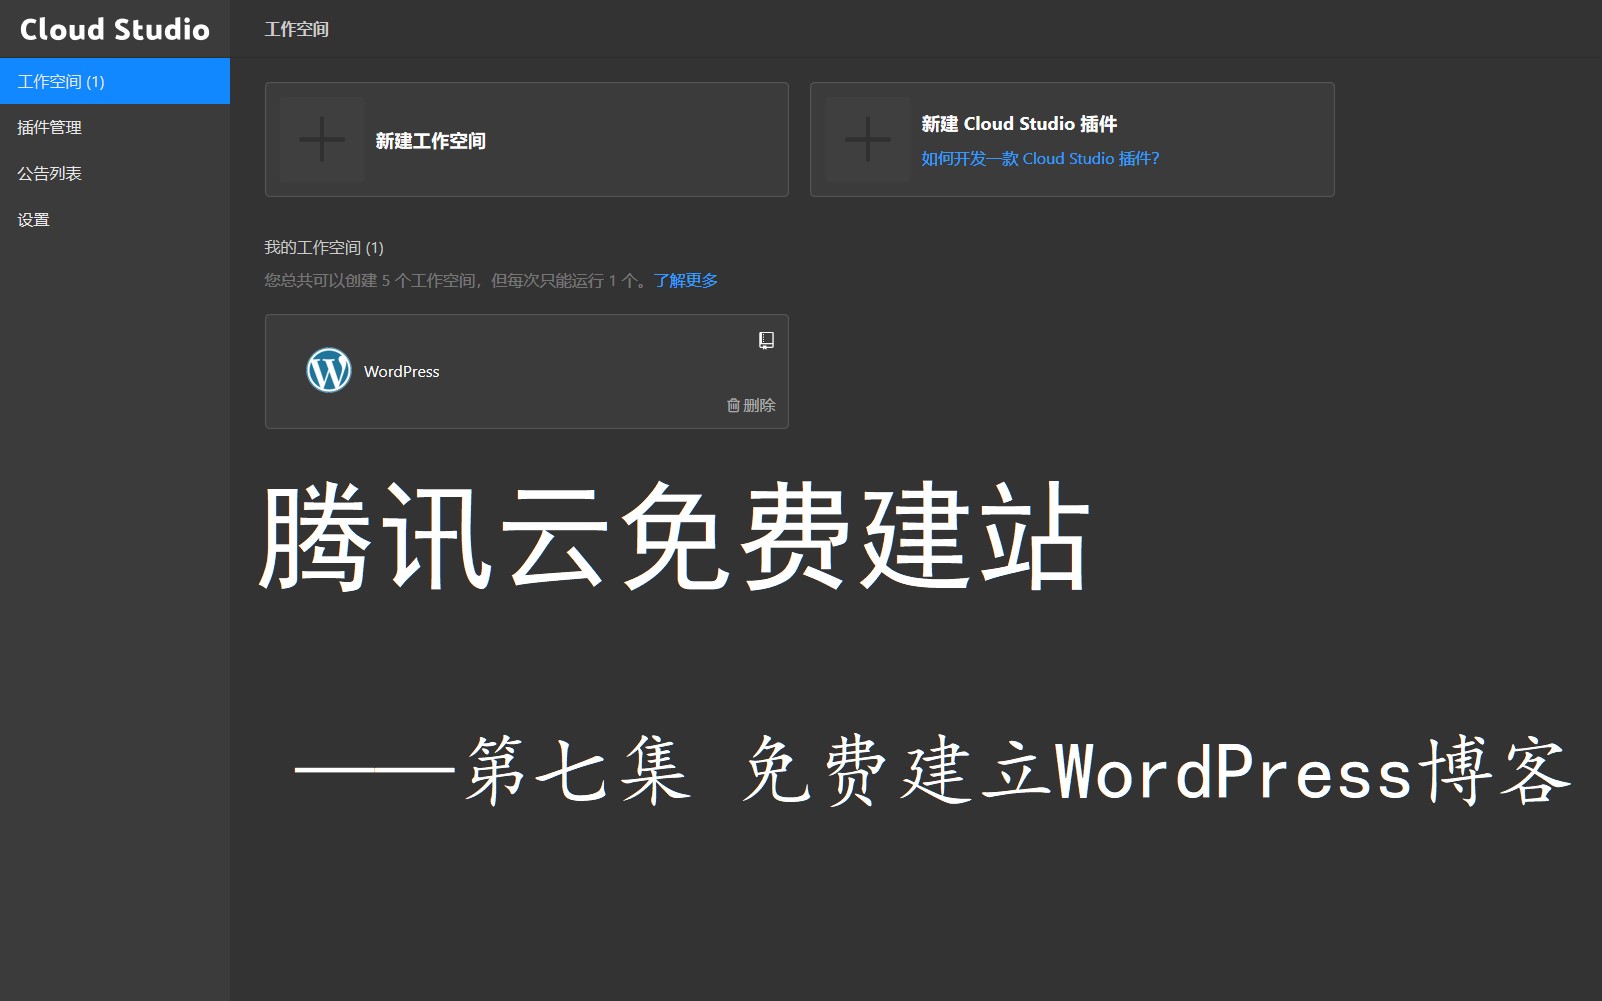 Cloud Studio
工作空间 (1)
插件管理
公告列表
设置
工作空间
新建工作空间
新建 Cloud Studio 插件
如何开发一款 Cloud Studio 插件?
我的工作空间 (1)
您总共可以创建 5 个工作空间，但每次只能运行 1 个。了解更多
WordPress
删除
腾讯云免费建站
——第七集 免费建立WordPress博客